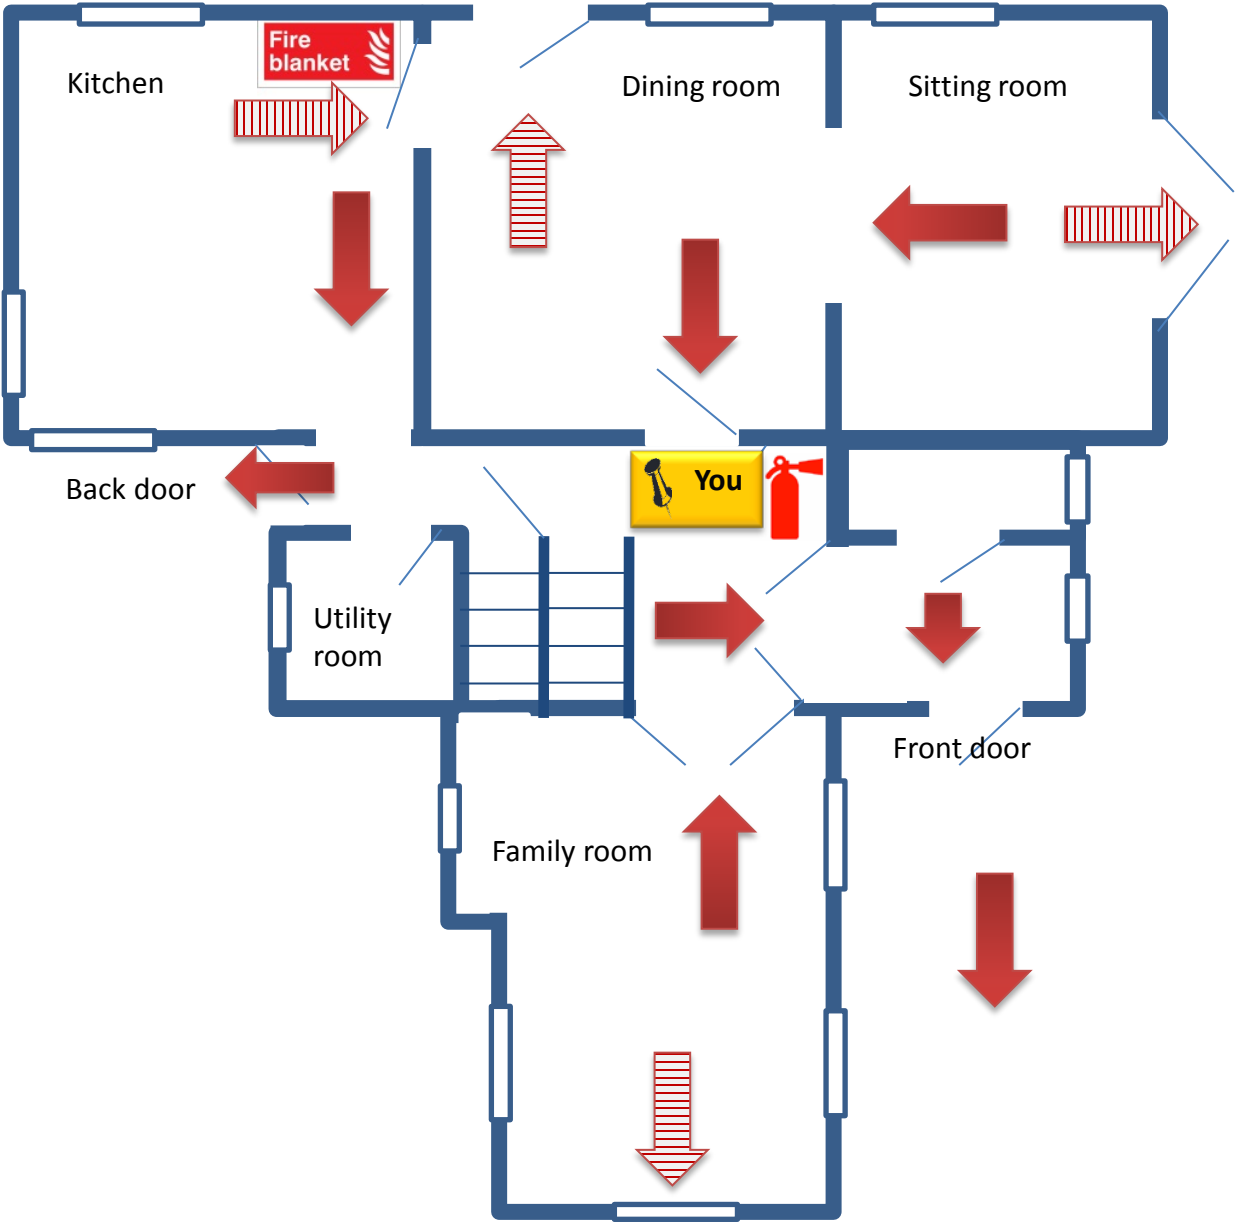 Fire
blanket
Kitchen
Dining room
Sitting room
Back door
You
Utility
room
Front door
Family room